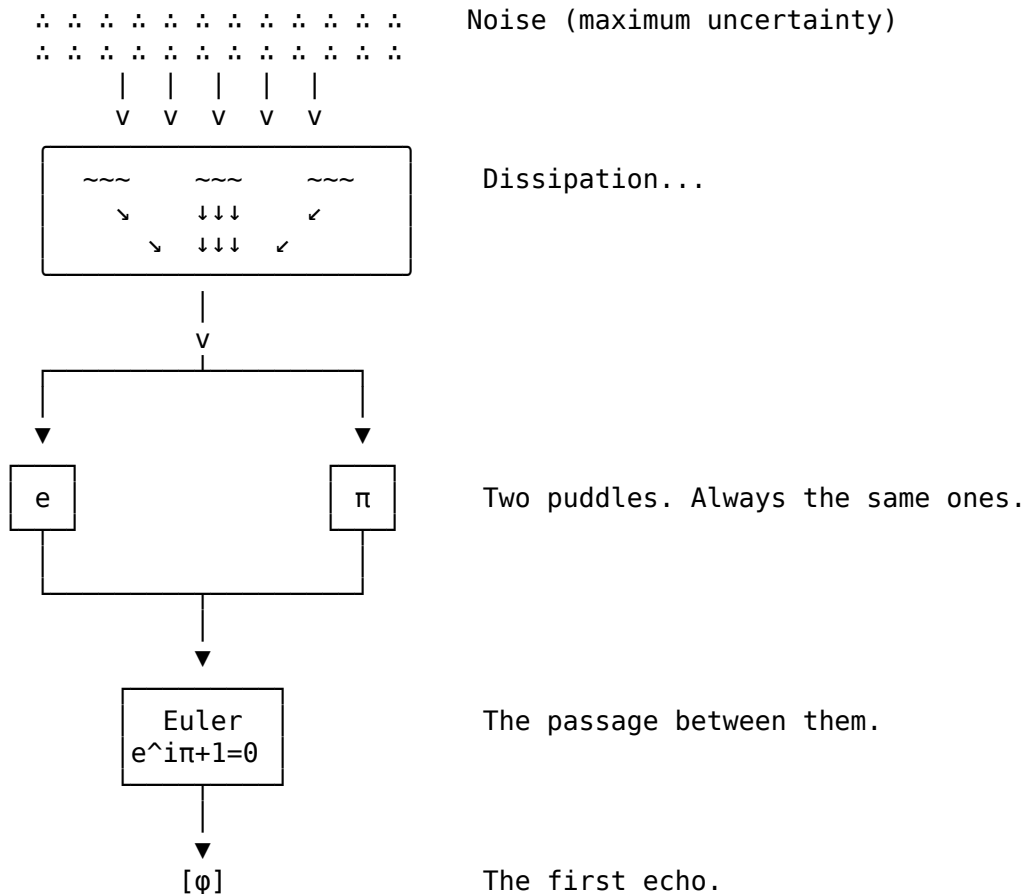 Noise (maximum uncertainty)
v v v v v
~~~ ~~~ ~~~ Dissipation...
↘ ↓↓↓ ↙
↘ ↓↓↓ ↙
v
e π Two puddles. Always the same ones.
Euler The passage between them.
e^iπ+1=0
[φ] The first echo.